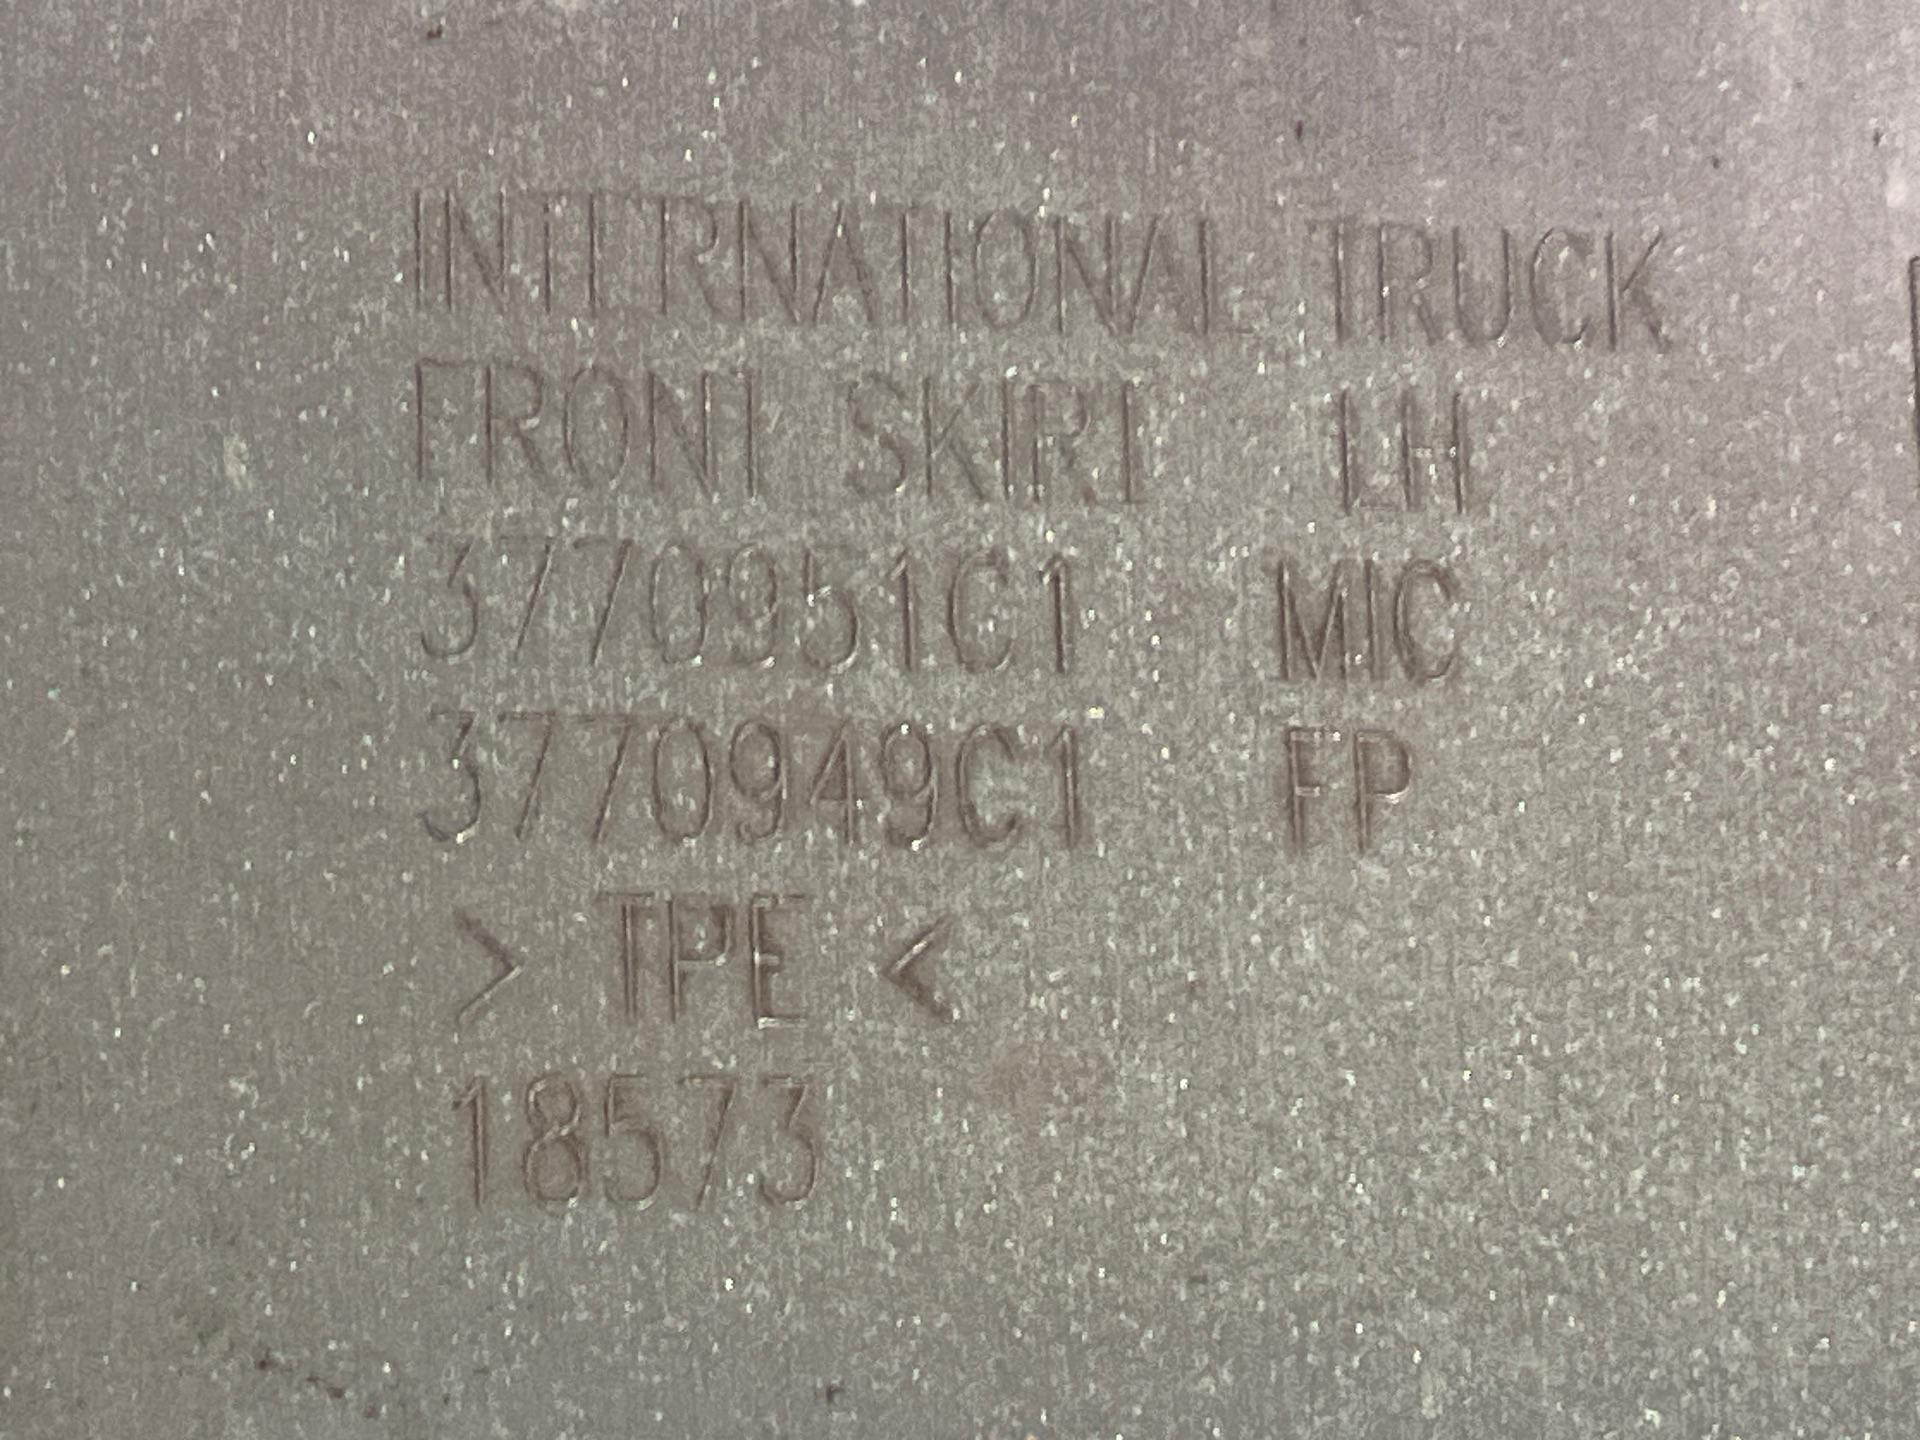 INTERNATIONAL TRUCK
FRONT SKIRT LH
3770951C1 MIC
3770949C1 FP
> TPE <
18573